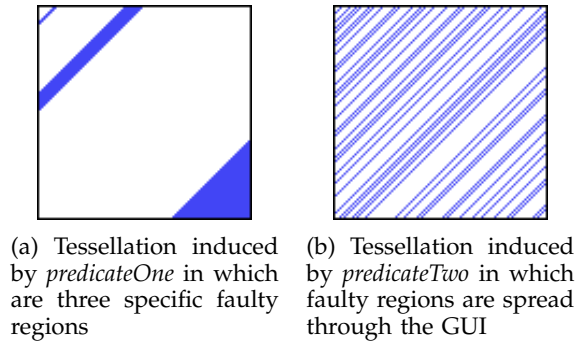 (a) Tessellation induced
by predicateOne in which
are three specific faulty
regions
(b) Tessellation induced
by predicateTwo in which
faulty regions are spread
through the GUI